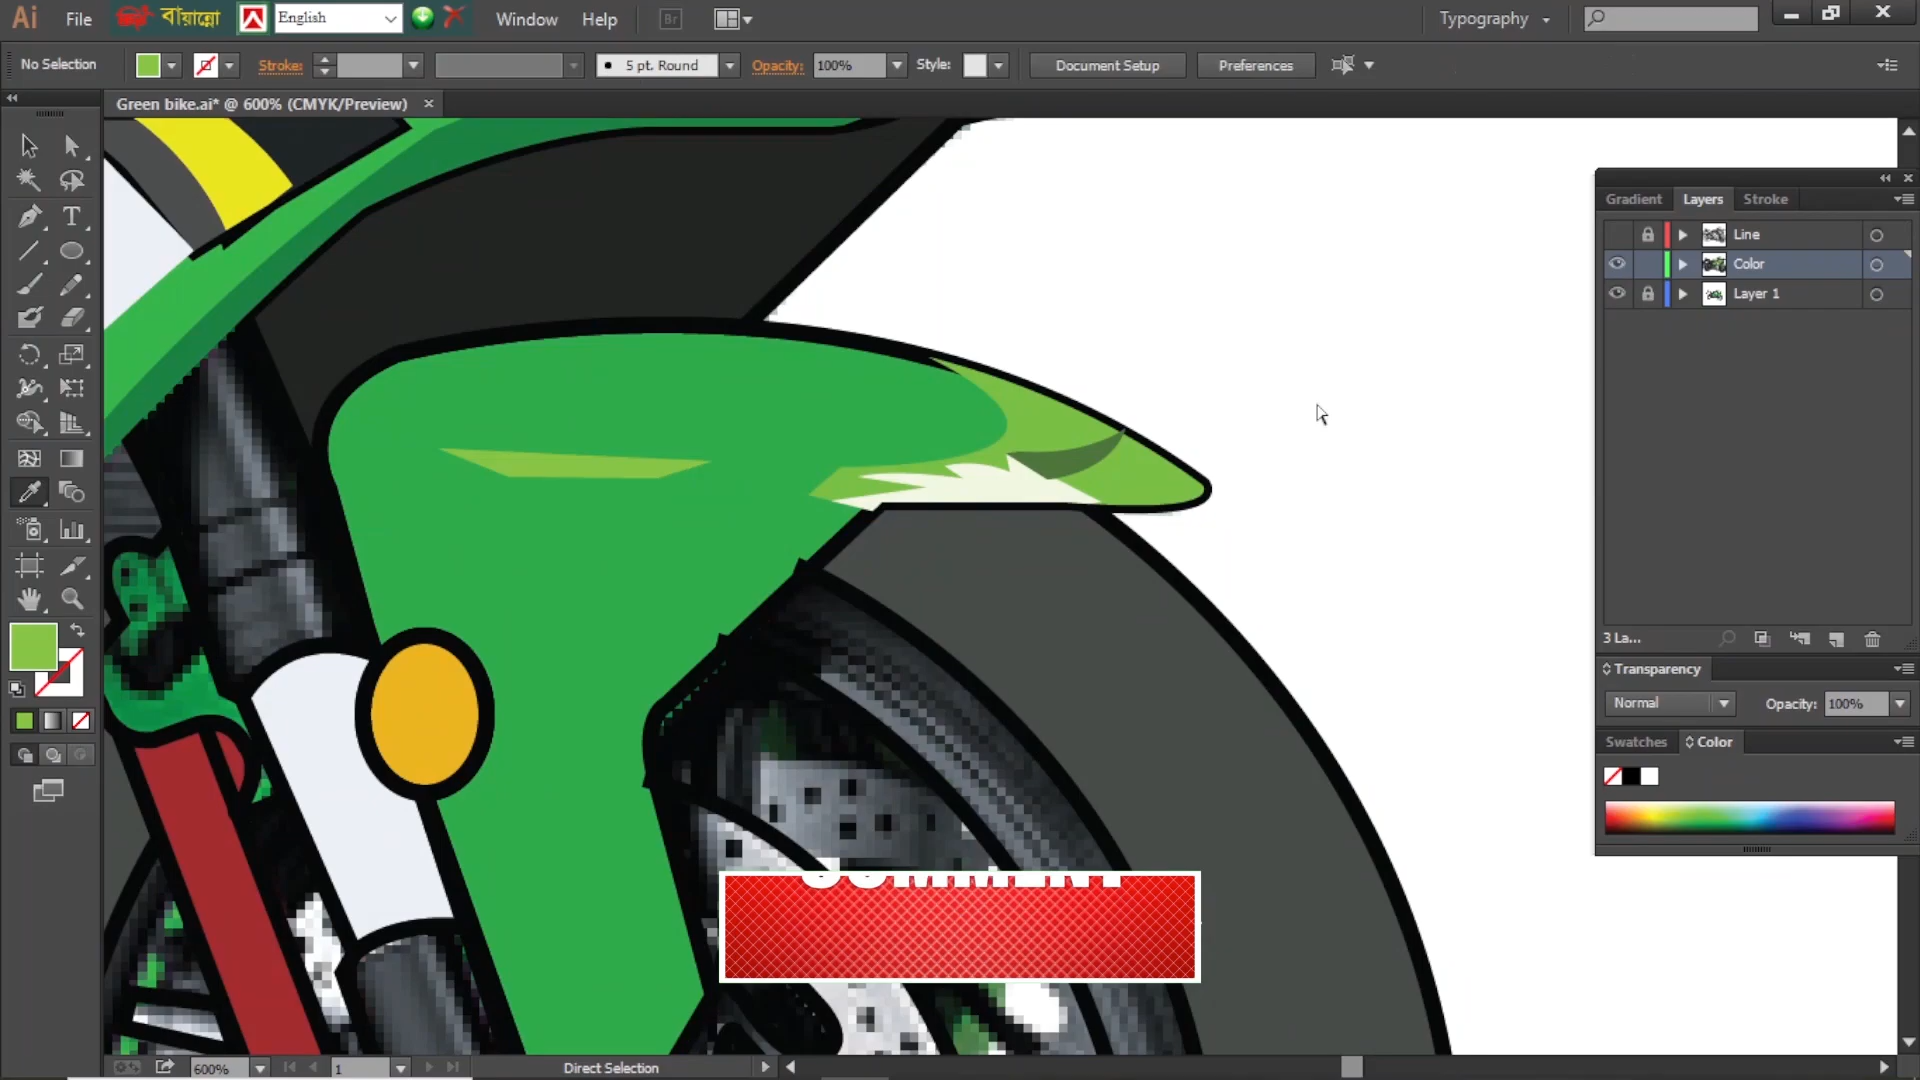 Ai File বায়ান্নো English Window Help Br Typography
No Selection Stroke: 5 pt. Round Opacity: 100% Style: Document Setup Preferences
Green bike.ai* @ 600% (CMYK/Preview)
Gradient Layers Stroke
Line
Color
Layer 1
3 La...
Transparency
Normal Opacity: 100%
Swatches Color
600% 1 Direct Selection